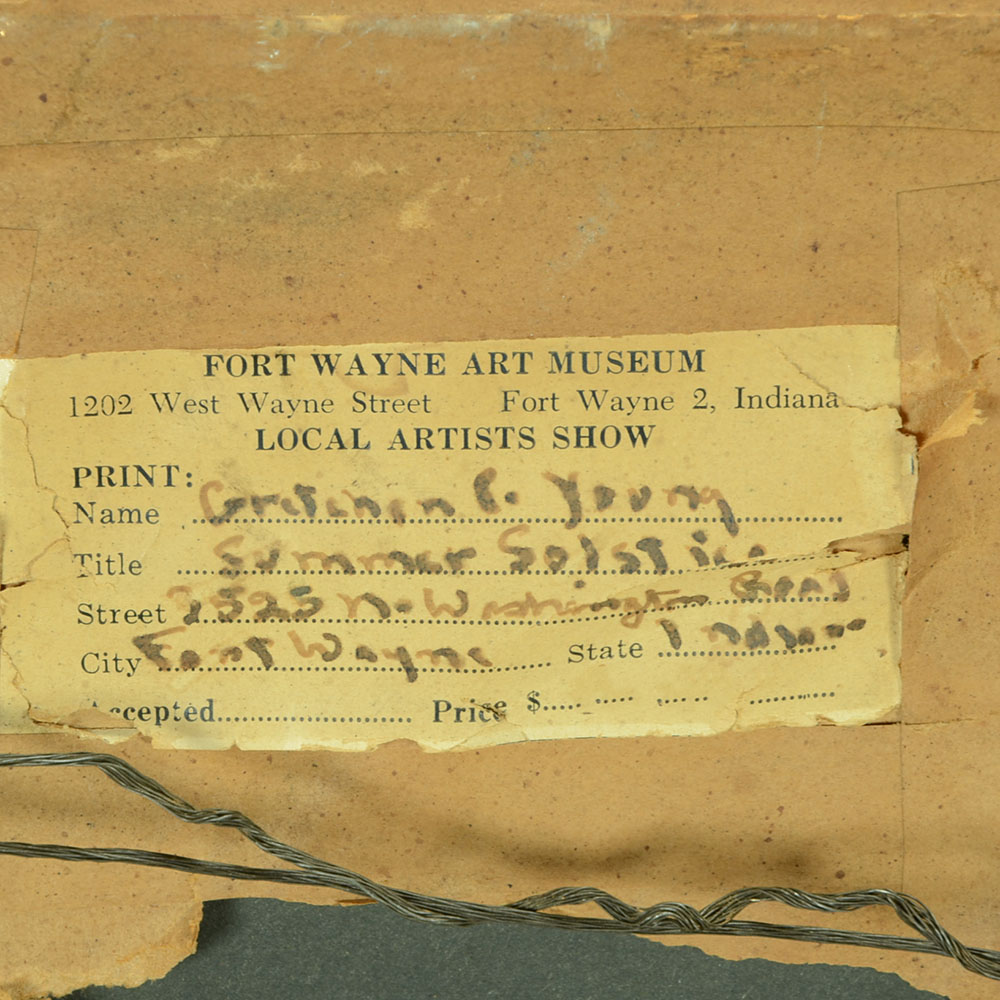 FORT WAYNE ART MUSEUM
1202 West Wayne Street Fort Wayne 2, Indiana
LOCAL ARTISTS SHOW
PRINT:
Name Gretchen C. Young
Title Summer Solstice
Street 2525 N. Washington Road
City Fort Wayne State Indiana
Accepted Price $